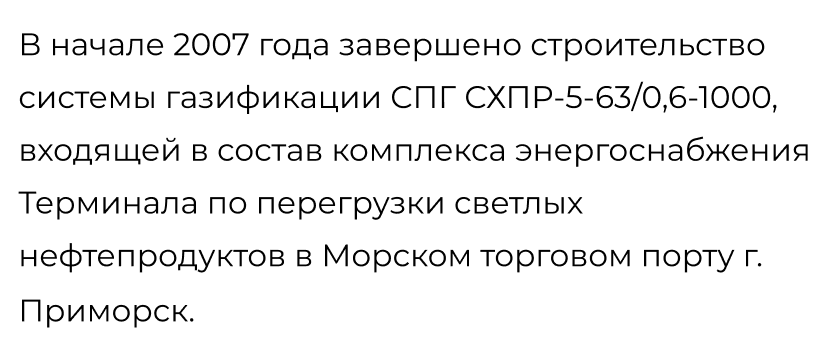 В начале 2007 года завершено строительство
системы газификации СПГ СХПР-5-63/0,6-1000,
входящей в состав комплекса энергоснабжения
Терминала по перегрузки светлых
нефтепродуктов в Морском торговом порту г.
Приморск.